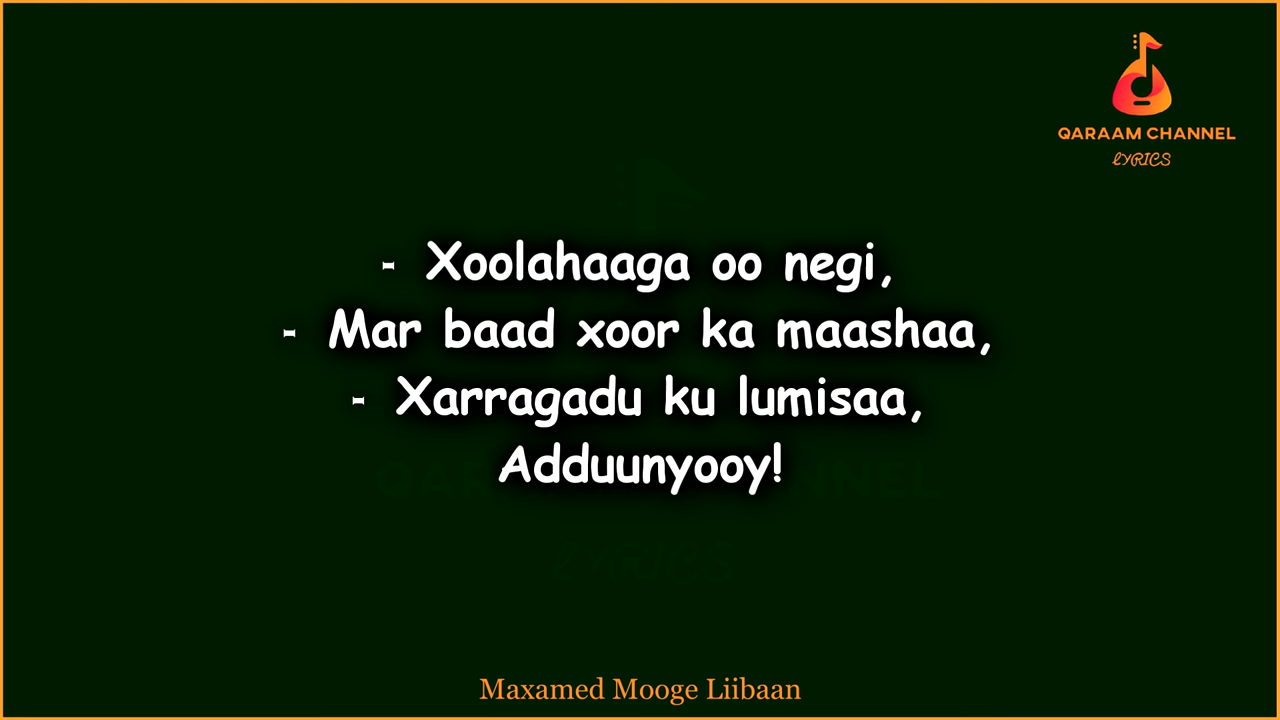 QARAAM CHANNEL
LYRICS
- Xoolahaaga oo negi,
- Mar baad xoor ka maashaa,
- Xarragadu ku lumisaa,
Adduunyooy!
Maxamed Mooge Liibaan